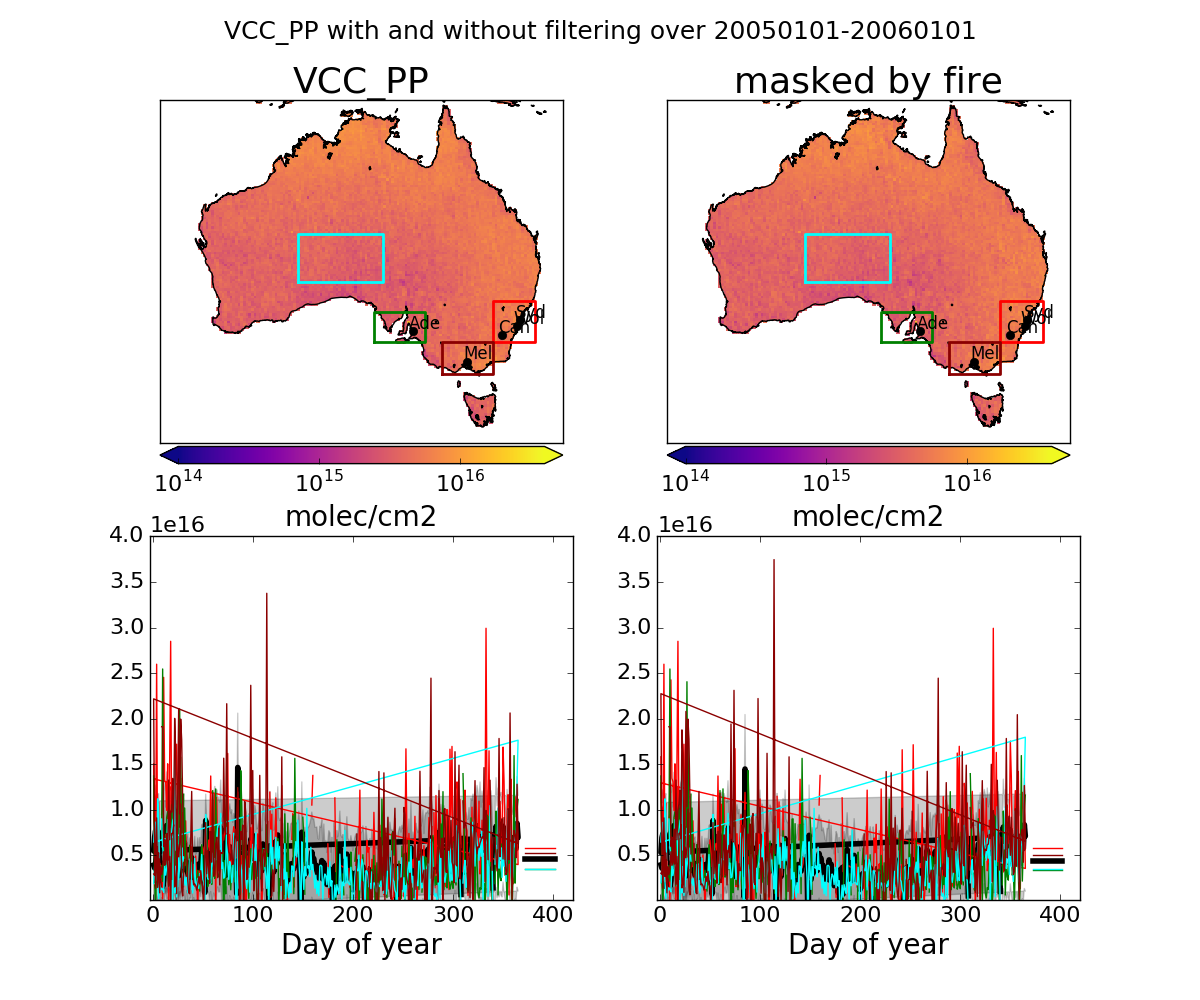 VCC_PP with and without filtering over 20050101-20060101
VCC_PP
masked by fire
Ade
Mel
Can
Wol
Syd
Ade
Mel
Can
Wol
Syd
10^14 10^15 10^16
10^14 10^15 10^16
molec/cm2
molec/cm2
1e16
4.0
3.5
3.0
2.5
2.0
1.5
1.0
0.5
0 100 200 300 400
Day of year
1e16
4.0
3.5
3.0
2.5
2.0
1.5
1.0
0.5
0 100 200 300 400
Day of year